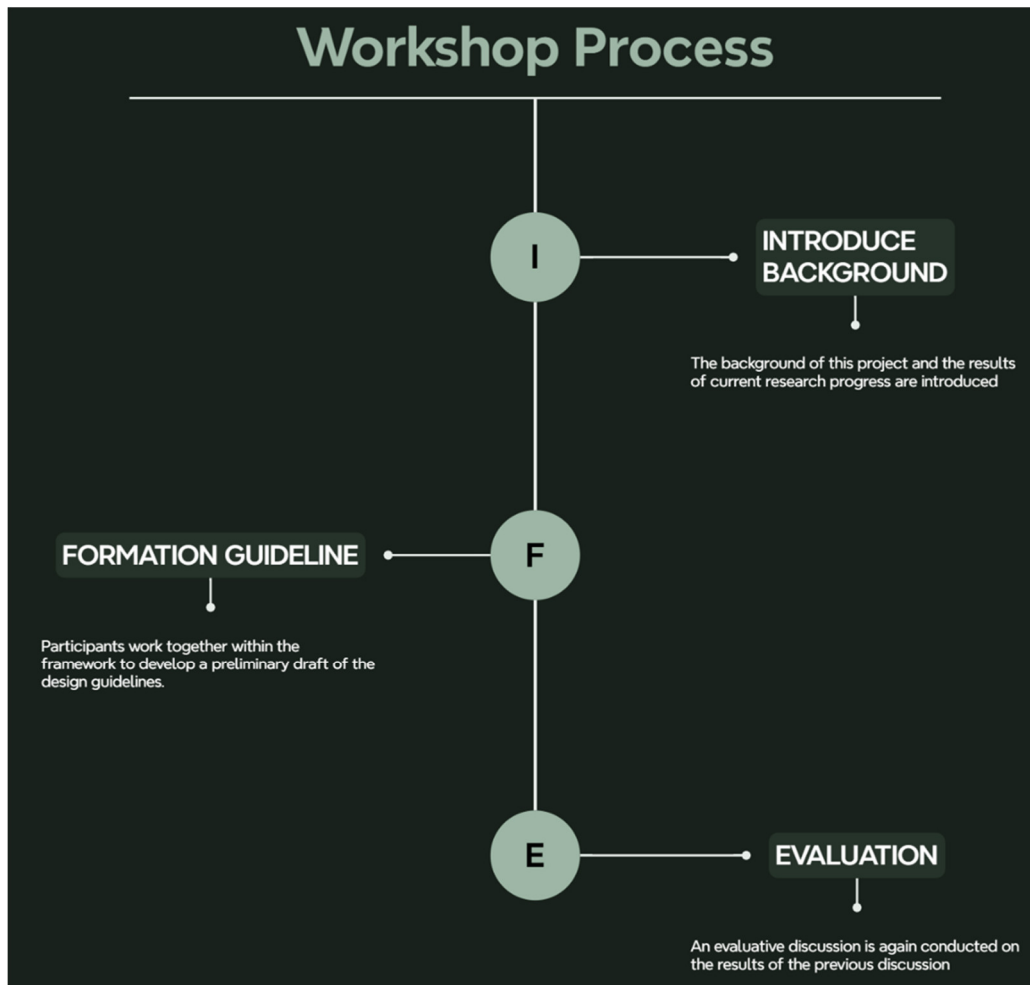 Workshop Process
I
INTRODUCE
BACKGROUND
The background of this project and the results
of current research progress are introduced
F
FORMATION GUIDELINE
Participants work together within the
framework to develop a preliminary draft of the
design guidelines.
E
EVALUATION
An evaluative discussion is again conducted on
the results of the previous discussion